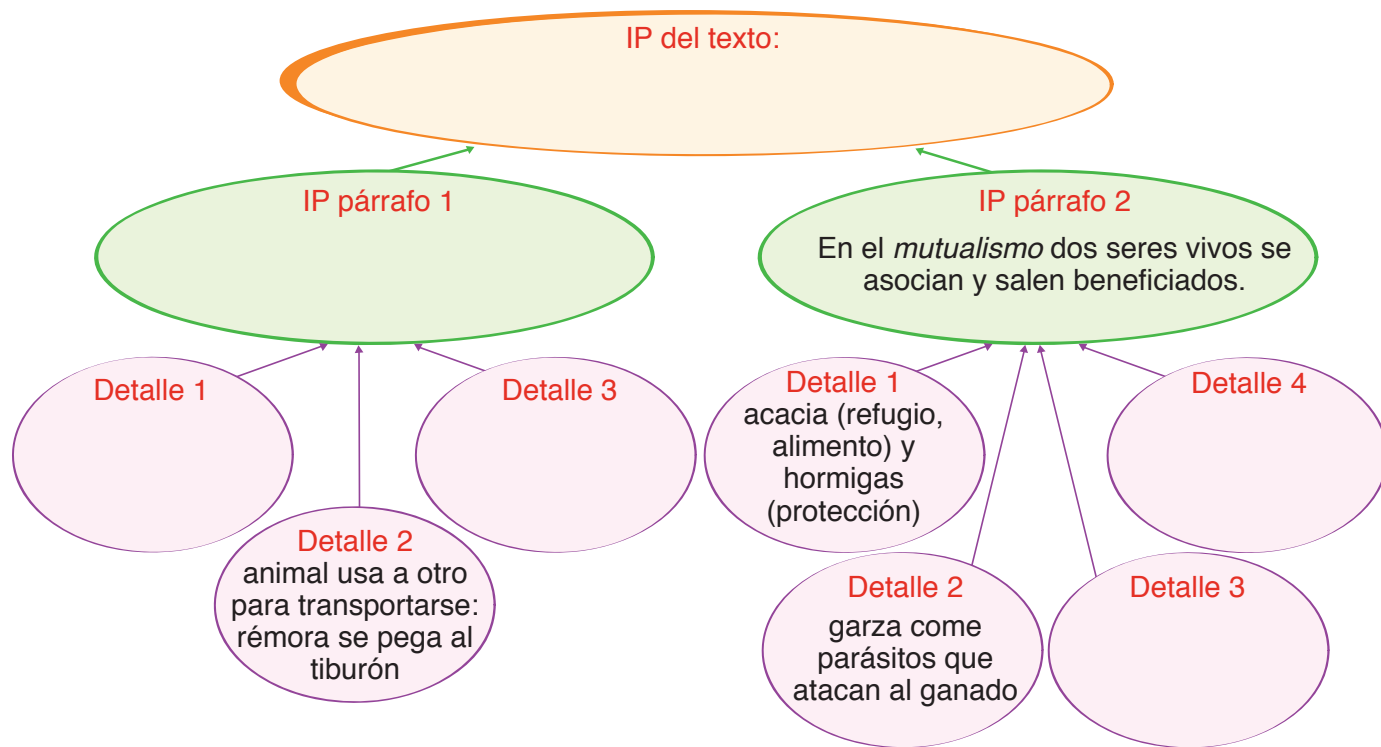 IP del texto:
IP párrafo 1
IP párrafo 2
En el mutualismo dos seres vivos se
asocian y salen beneficiados.
Detalle 1
Detalle 2
animal usa a otro
para transportarse:
rémora se pega al
tiburón
Detalle 3
Detalle 1
acacia (refugio,
alimento) y
hormigas
(protección)
Detalle 2
garza come
parásitos que
atacan al ganado
Detalle 3
Detalle 4